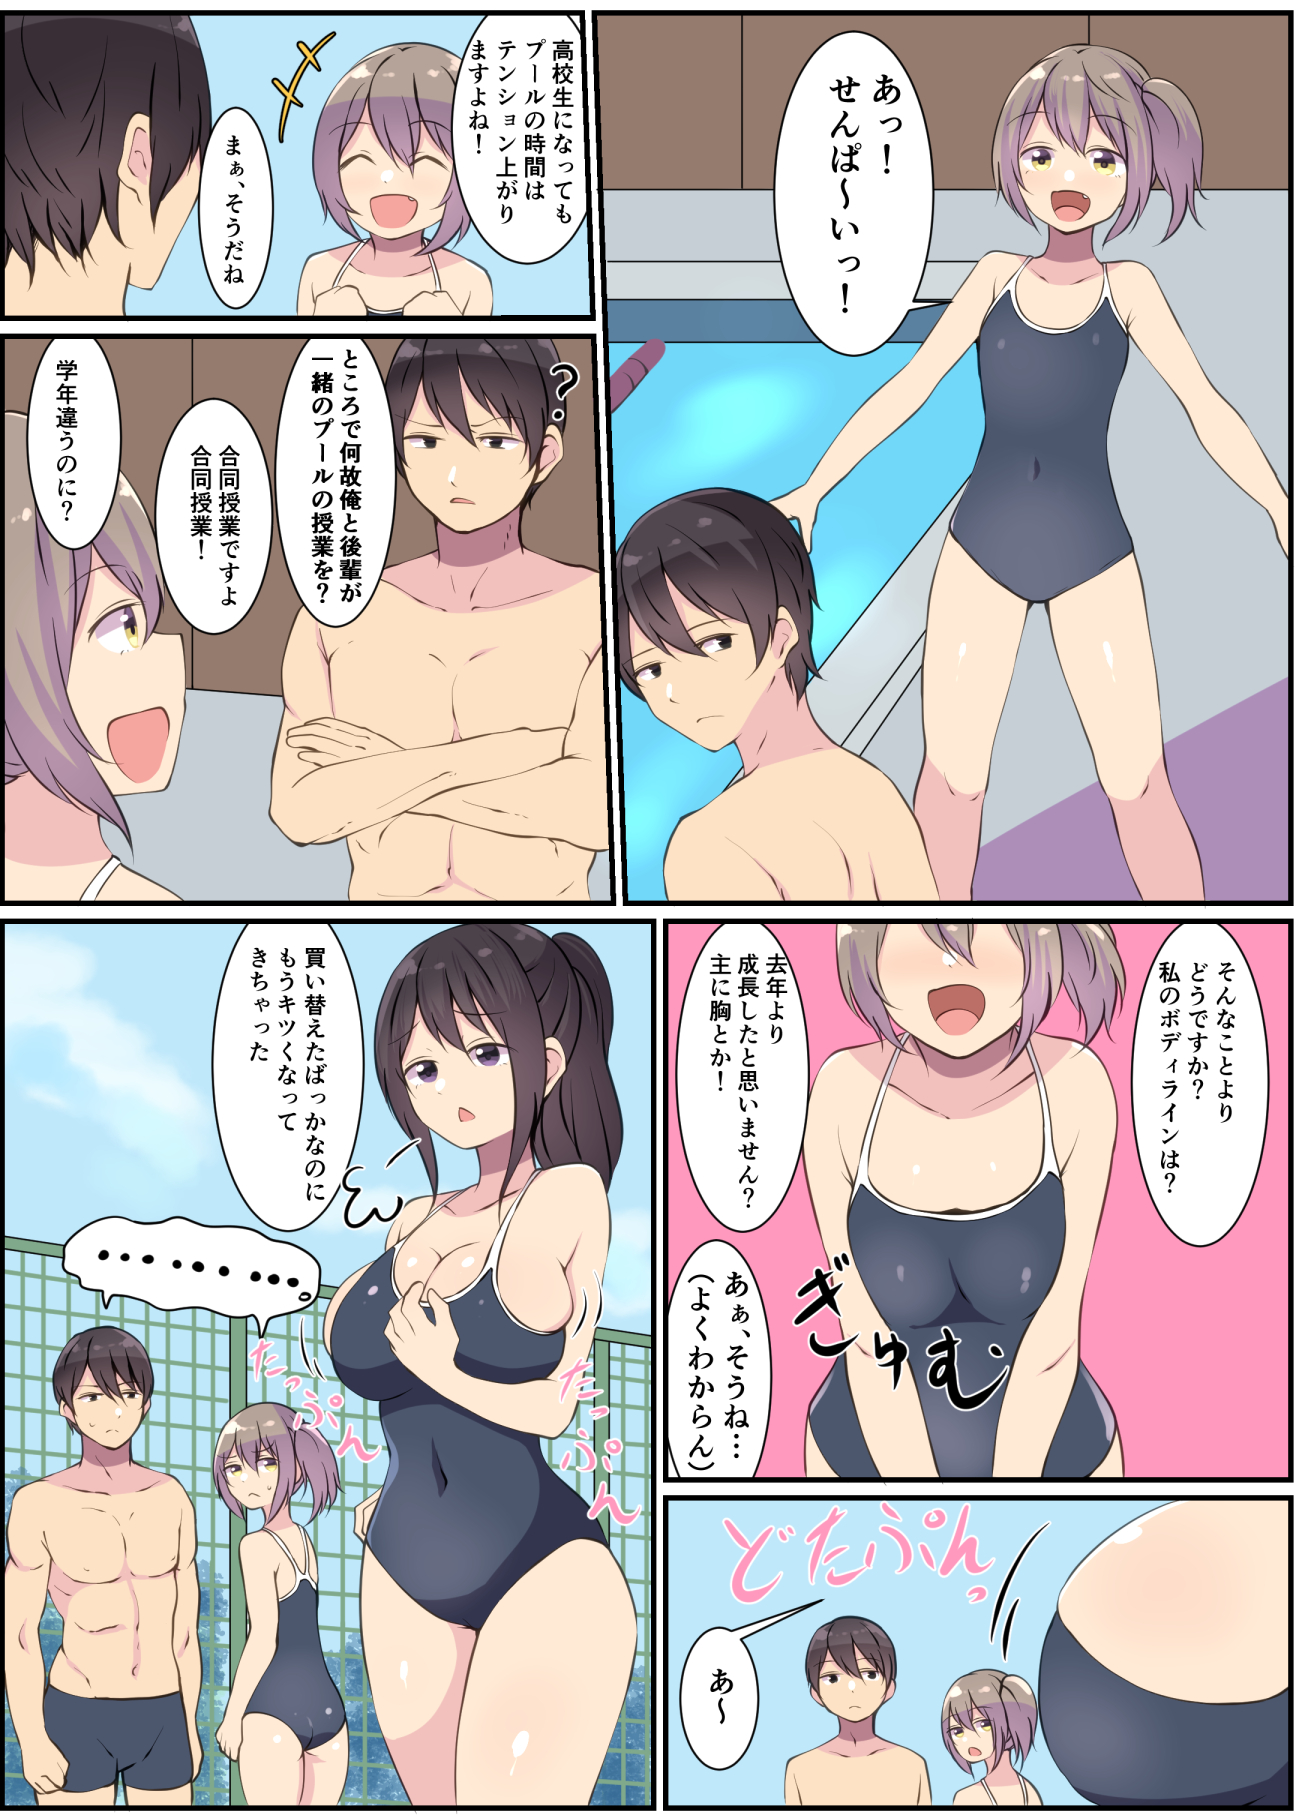 あっ！
せんぱ～いっ！
高校生になっても
プールの時間は
テンション上がり
ますよね！
まぁ、そうだね
？
ところで何故俺と後輩が
一緒のプールの授業を？
合同授業ですよ
合同授業！
学年違うのに？
そんなことより
どうですか？
私のボディラインは？
去年より
成長したと思いません？
主に胸とか！
ぎゅむ
あぁ、そうね…
（よくわからん）
どたぷんっ
あ～
買い替えたばっかなのに
もうキツくなって
きちゃった
たっぷん
たっぷん
………。